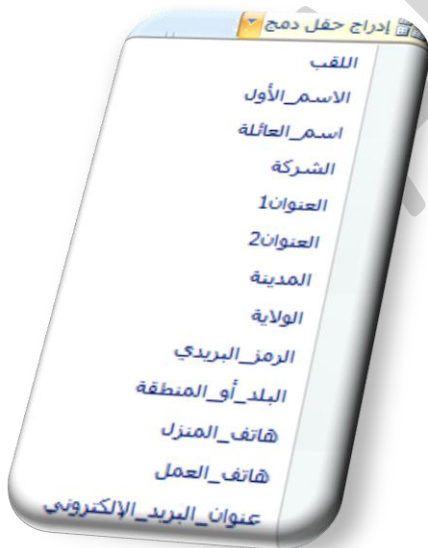 إدراج حقل دمج
اللقب
الاسم_الأول
اسم_العائلة
الشركة
العنوان1
العنوان2
المدينة
الولاية
الرمز_البريدي
البلد_أو_المنطقة
هاتف_المنزل
هاتف_العمل
عنوان_البريد_الإلكتروني